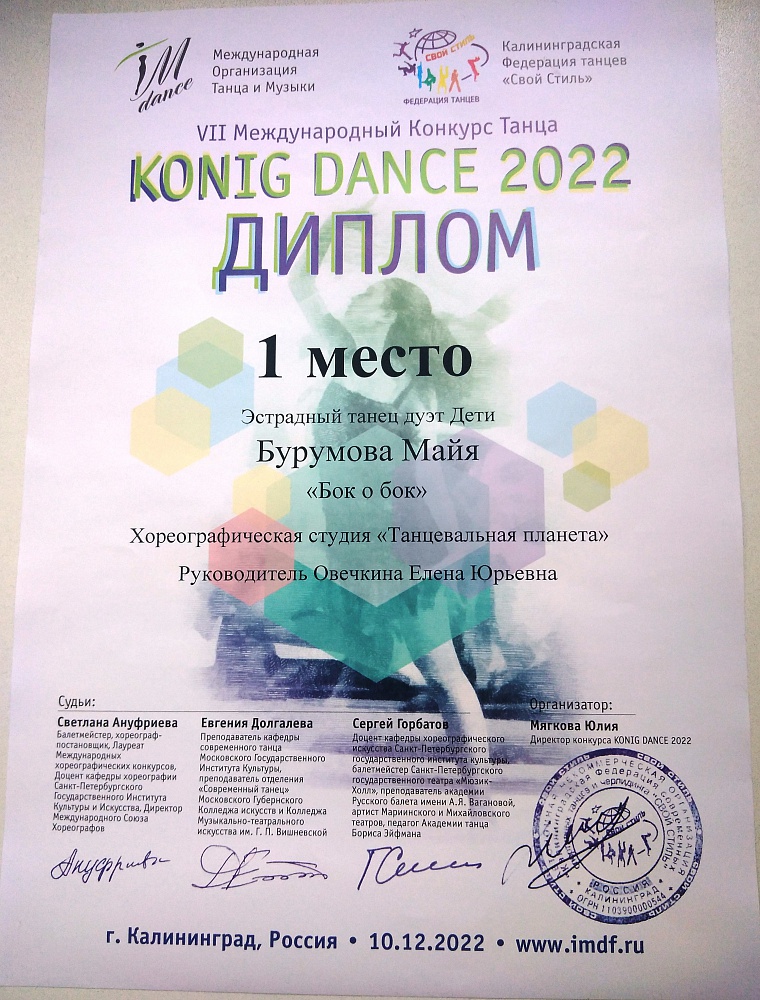 iM
dance
Международная
Организация
Танца и Музыки
СВОЙ СТИЛЬ
ФЕДЕРАЦИЯ ТАНЦЕВ
Калининградская
Федерация танцев
«Свой Стиль»
VII Международный Конкурс Танца
KONIG DANCE 2022
ДИПЛОМ
1 место
Эстрадный танец дуэт Дети
Бурумова Майя
«Бок о бок»
Хореографическая студия «Танцевальная планета»
Руководитель Овечкина Елена Юрьевна
Судьи:
Светлана Ануфриева
Балетмейстер, хореограф-
постановщик, Лауреат
Международных
хореографических конкурсов,
Доцент кафедры хореографии
Санкт-Петербургского
Государственного Института
Культуры и Искусства, Директор
Международного Союза
Хореографов
Евгения Долгалева
Преподаватель кафедры
современного танца
Московского Государственного
Института Культуры,
преподаватель отделения
«Современный танец»
Московского Губернского
Колледжа искусств и Колледжа
Музыкально-театрального
искусства им. Г. П. Вишневской
Сергей Горбатов
Доцент кафедры хореографического
искусства Санкт-Петербургского
государственного института культуры,
балетмейстер Санкт-Петербургского
государственного театра «Мюзик-
Холл», преподаватель академии
Русского балета имени А.Я. Вагановой,
артист Мариинского и Михайловского
театров, педагог Академии танца
Бориса Эйфмана
Организатор:
Мягкова Юлия
Директор конкурса KONIG DANCE 2022
СВОЙ СТИЛЬ
РОССИЯ
КАЛИНИНГРАД
ОГРН 1103900000544
г. Калининград, Россия • 10.12.2022 • www.imdf.ru